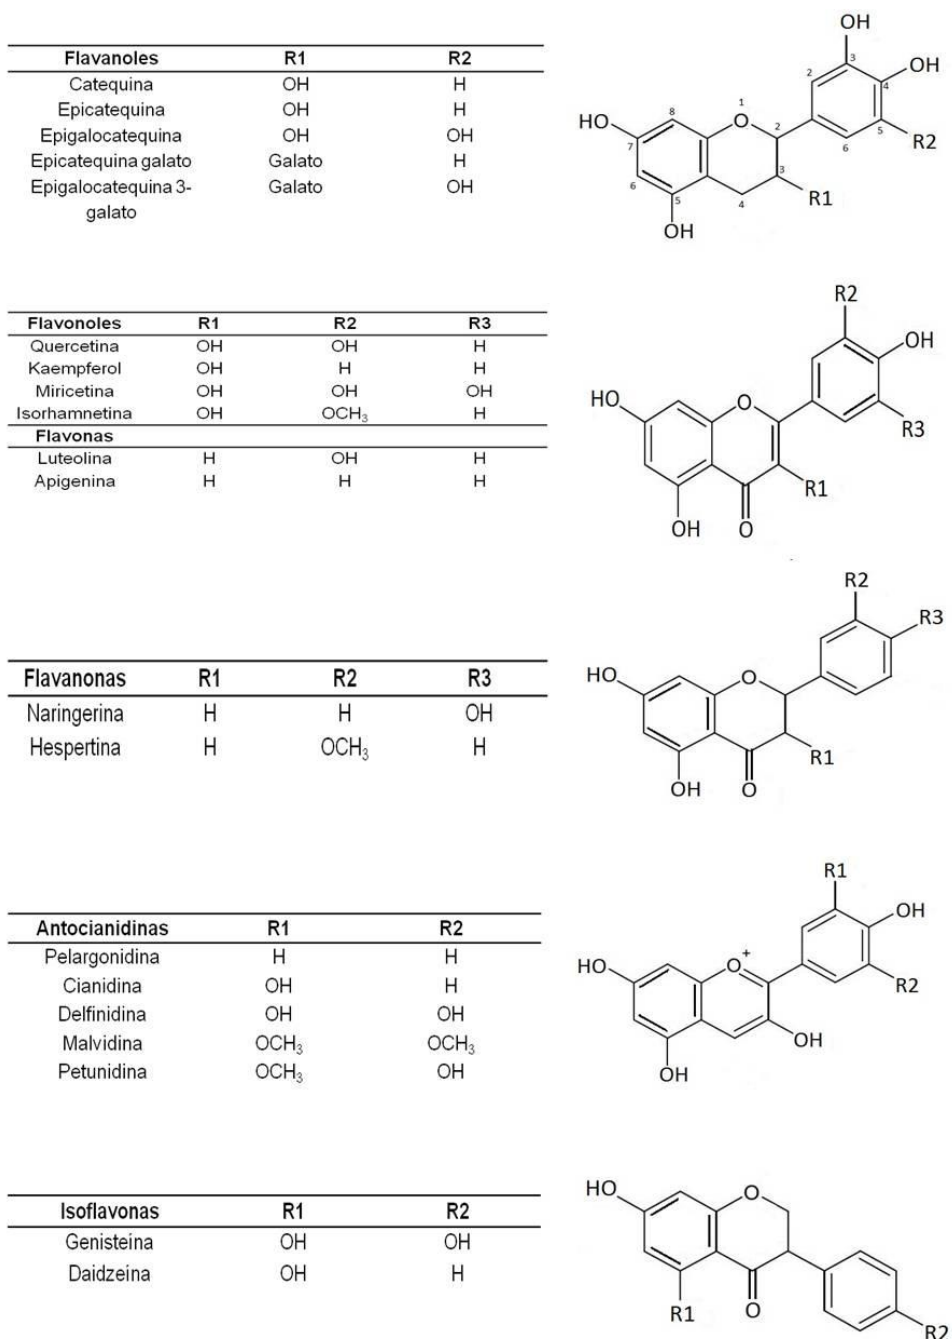 Flavanoles R1 R2
Catequina OH H
Epicatequina OH H
Epigalocatequina OH OH
Epicatequina galato Galato H
Epigalocatequina 3- Galato OH
galato
OH
3
OH
2
4
1
8
O
2
5
HO
7
R2
6
3
6
5
4
R1
OH
Flavonoles R1 R2 R3
Quercetina OH OH H
Kaempferol OH H H
Miricetina OH OH OH
Isorhamnetina OH OCH₃ H
Flavonas
Luteolina H OH H
Apigenina H H H
R2
OH
HO
O
R3
R1
OH
O
Flavanonas R1 R2 R3
Naringerina H H OH
Hespertina H OCH₃ H
R2
R3
HO
O
R1
OH
O
Antocianidinas R1 R2
Pelargonidina H H
Cianidina OH H
Delfinidina OH OH
Malvidina OCH₃ OCH₃
Petunidina OCH₃ OH
R1
OH
HO
O⁺
R2
OH
OH
Isoflavonas R1 R2
Genisteina OH OH
Daidzeina OH H
HO
O
R1
O
R2